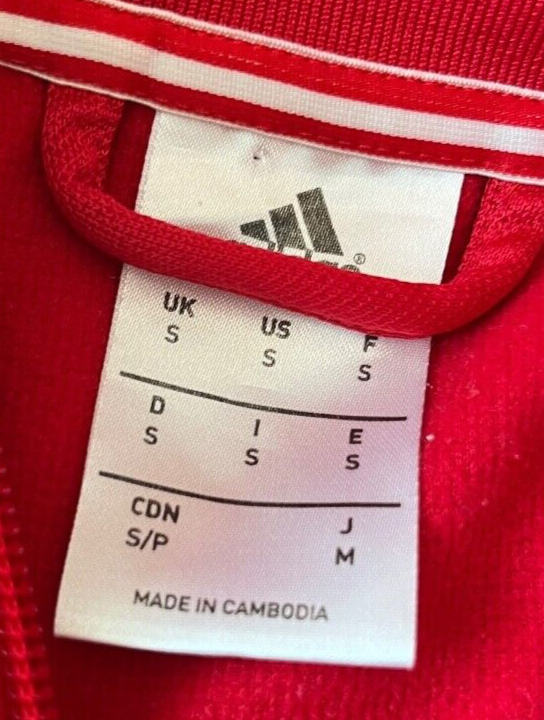 ®
UK US F
S S S
D I E
S S S
CDN J
S/P M
MADE IN CAMBODIA